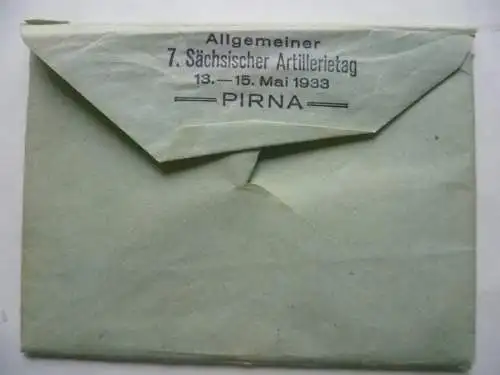 Allgemeiner
7. Sächsischer Artillerietag
13.—15. Mai 1933
PIRNA